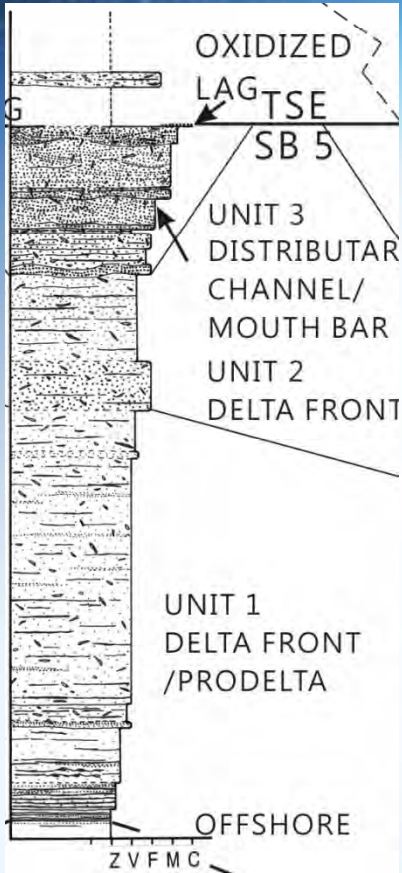 OXIDIZED
LAG
TSE
G
SB 5
UNIT 3
DISTRIBUTAR
CHANNEL/
MOUTH BAR
UNIT 2
DELTA FRONT
UNIT 1
DELTA FRONT
/PRODELTA
OFFSHORE
Z V F M C